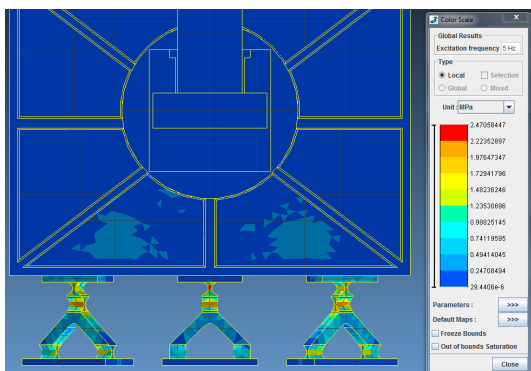 Color Scale
X
Global Results
Excitation frequency 5 Hz
Type
Local Selection
Global Mixed
Unit : MPa
2.47058447
2.22352897
1.97647347
1.72941796
1.48236246
1.23530696
0.98825145
0.74119595
0.49414045
0.24708494
29.4406e-6
Parameters : >>>
Default Maps : >>>
Freeze Bounds
Out of bounds Saturation
Close